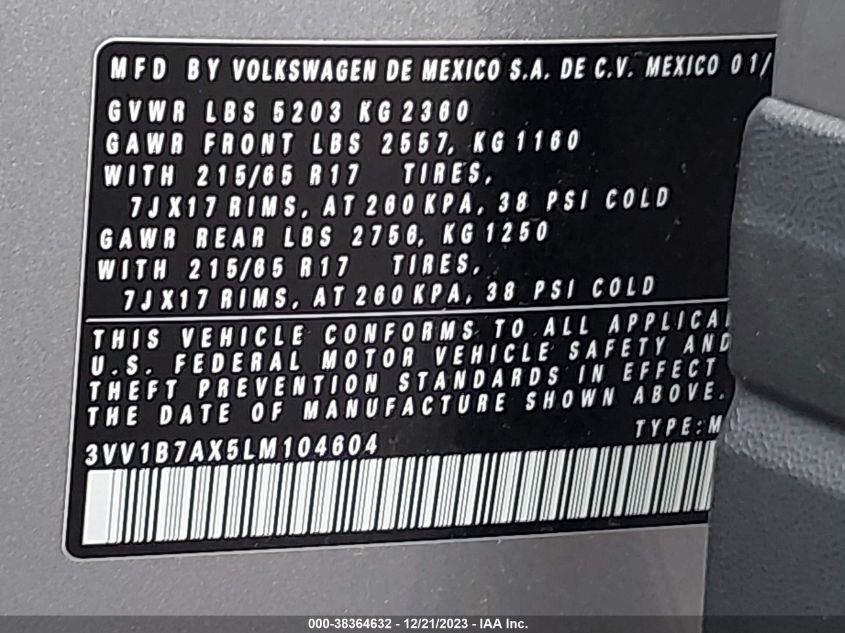 MFD BY VOLKSWAGEN DE MEXICO S.A. DE C.V. MEXICO 01/
GVWR LBS 5203 KG 2360
GAWR FRONT LBS 2557, KG 1160
WITH 215/65 R17 TIRES,
7JX17 RIMS, AT 260 KPA, 38 PSI COLD
GAWR REAR LBS 2756, KG 1250
WITH 215/65 R17 TIRES,
7JX17 RIMS, AT 260 KPA, 38 PSI COLD
THIS VEHICLE CONFORMS TO ALL
U.S. FEDERAL MOTOR VEHICLE SAFETY AND
THEFT PREVENTION STANDARDS IN EFFECT
THE DATE OF MANUFACTURE SHOWN ABOVE.
3VV1B7AX5LM104604 TYPE:M
000-38364632 - 12/21/2023 - IAA Inc.